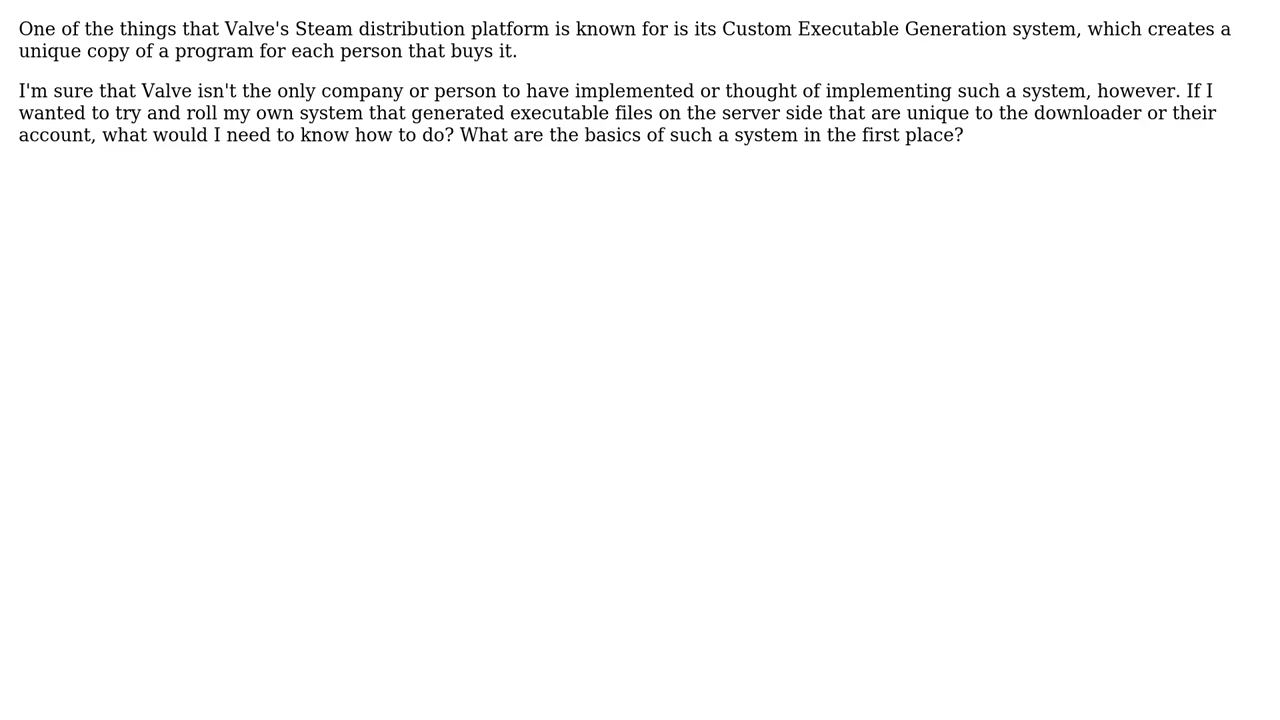 One of the things that Valve's Steam distribution platform is known for is its Custom Executable Generation system, which creates a
unique copy of a program for each person that buys it.
I'm sure that Valve isn't the only company or person to have implemented or thought of implementing such a system, however. If I
wanted to try and roll my own system that generated executable files on the server side that are unique to the downloader or their
account, what would I need to know how to do? What are the basics of such a system in the first place?